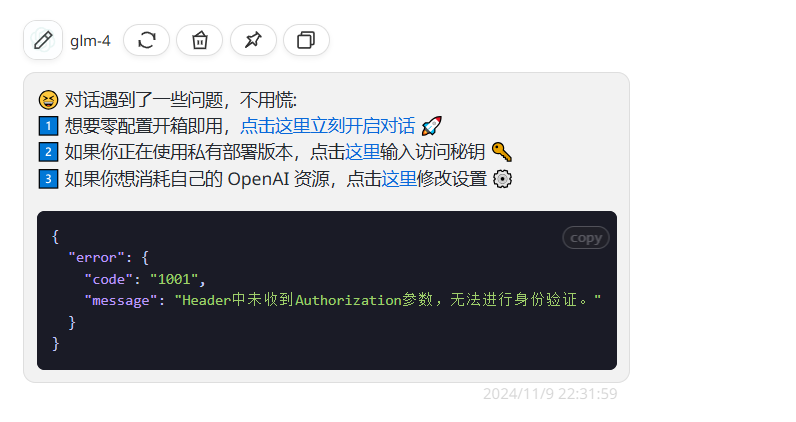 glm-4
😆 对话遇到了一些问题，不用慌:
1️⃣ 想要零配置开箱即用，点击这里立刻开启对话 🚀
2️⃣ 如果你正在使用私有部署版本，点击这里输入访问秘钥 🔑
3️⃣ 如果你想消耗自己的 OpenAI 资源，点击这里修改设置 ⚙️
copy
{
  "error": {
    "code": "1001",
    "message": "Header中未收到Authorization参数，无法进行身份验证。"
  }
}
2024/11/9 22:31:59